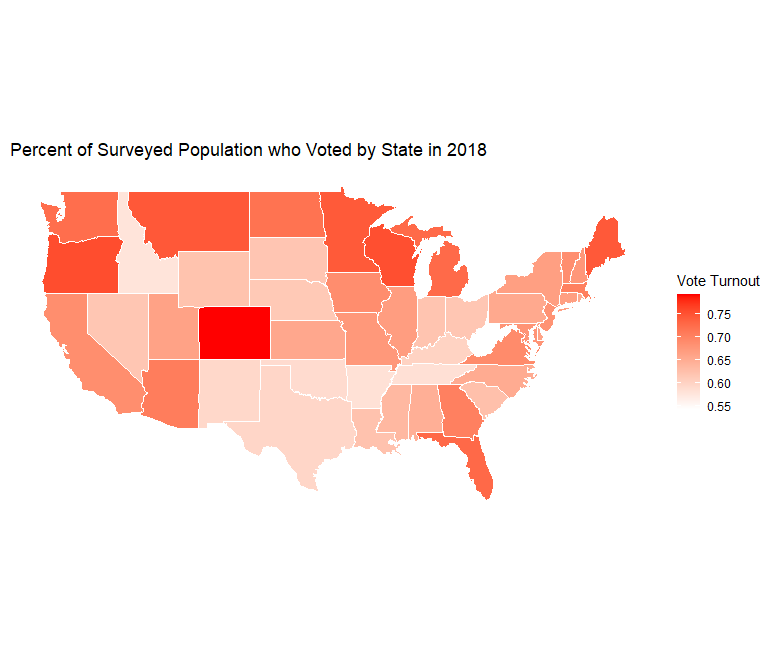 Percent of Surveyed Population who Voted by State in 2018
Vote Turnout
0.75
0.70
0.65
0.60
0.55